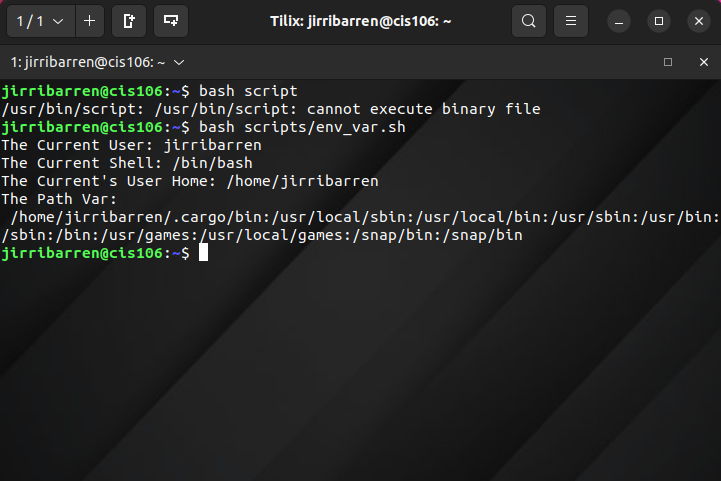 1 / 1
Tilix: jirribarren@cis106: ~
1: jirribarren@cis106: ~
jirribarren@cis106:~$ bash script
/usr/bin/script: /usr/bin/script: cannot execute binary file
jirribarren@cis106:~$ bash scripts/env_var.sh
The Current User: jirribarren
The Current Shell: /bin/bash
The Current's User Home: /home/jirribarren
The Path Var:
 /home/jirribarren/.cargo/bin:/usr/local/sbin:/usr/local/bin:/usr/sbin:/usr/bin:
/sbin:/bin:/usr/games:/usr/local/games:/snap/bin:/snap/bin
jirribarren@cis106:~$